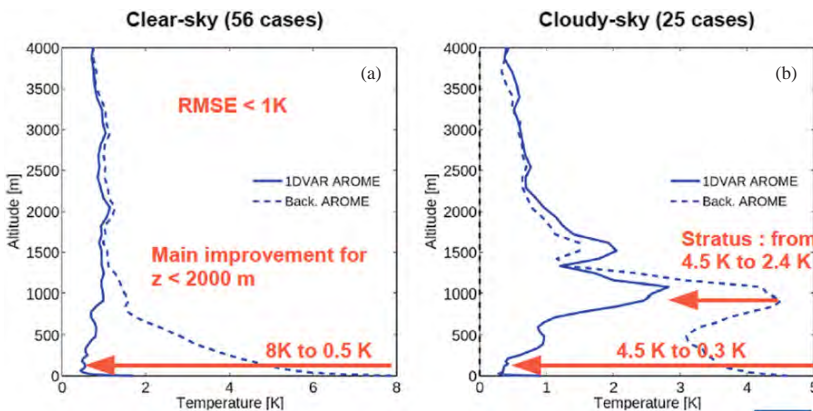 Clear-sky (56 cases)
4000
3500
3000
2500
2000
1500
1000
500
0
Altitude [m]
(a)
RMSE < 1K
1DVAR AROME
Back. AROME
Main improvement for
z < 2000 m
8K to 0.5 K
0 2 4 6 8
Temperature [K]
Cloudy-sky (25 cases)
4000
3500
3000
2500
2000
1500
1000
500
0
Altitude [m]
(b)
1DVAR AROME
Back. AROME
Stratus : from
4.5 K to 2.4 K
4.5 K to 0.3 K
0 1 2 3 4 5
Temperature [K]